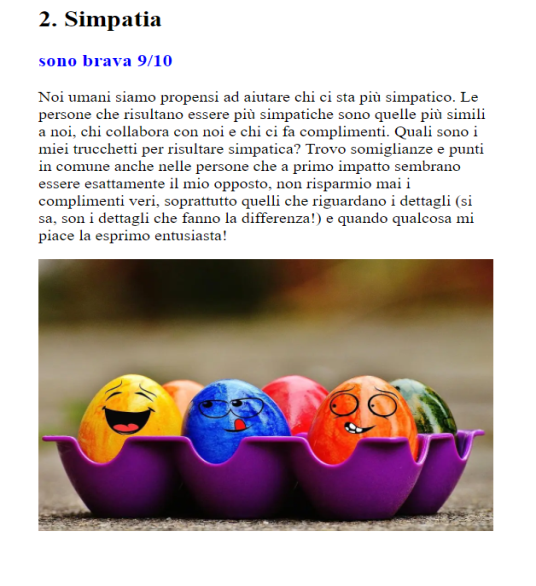 2. Simpatia
sono brava 9/10
Noi umani siamo propensi ad aiutare chi ci sta più simpatico. Le
persone che risultano essere più simpatiche sono quelle più simili
a noi, chi collabora con noi e chi ci fa complimenti. Quali sono i
miei trucchetti per risultare simpatica? Trovo somiglianze e punti
in comune anche nelle persone che a primo impatto sembrano
essere esattamente il mio opposto, non risparmio mai i
complimenti veri, soprattutto quelli che riguardano i dettagli (si
sa, son i dettagli che fanno la differenza!) e quando qualcosa mi
piace la esprimo entusiasta!